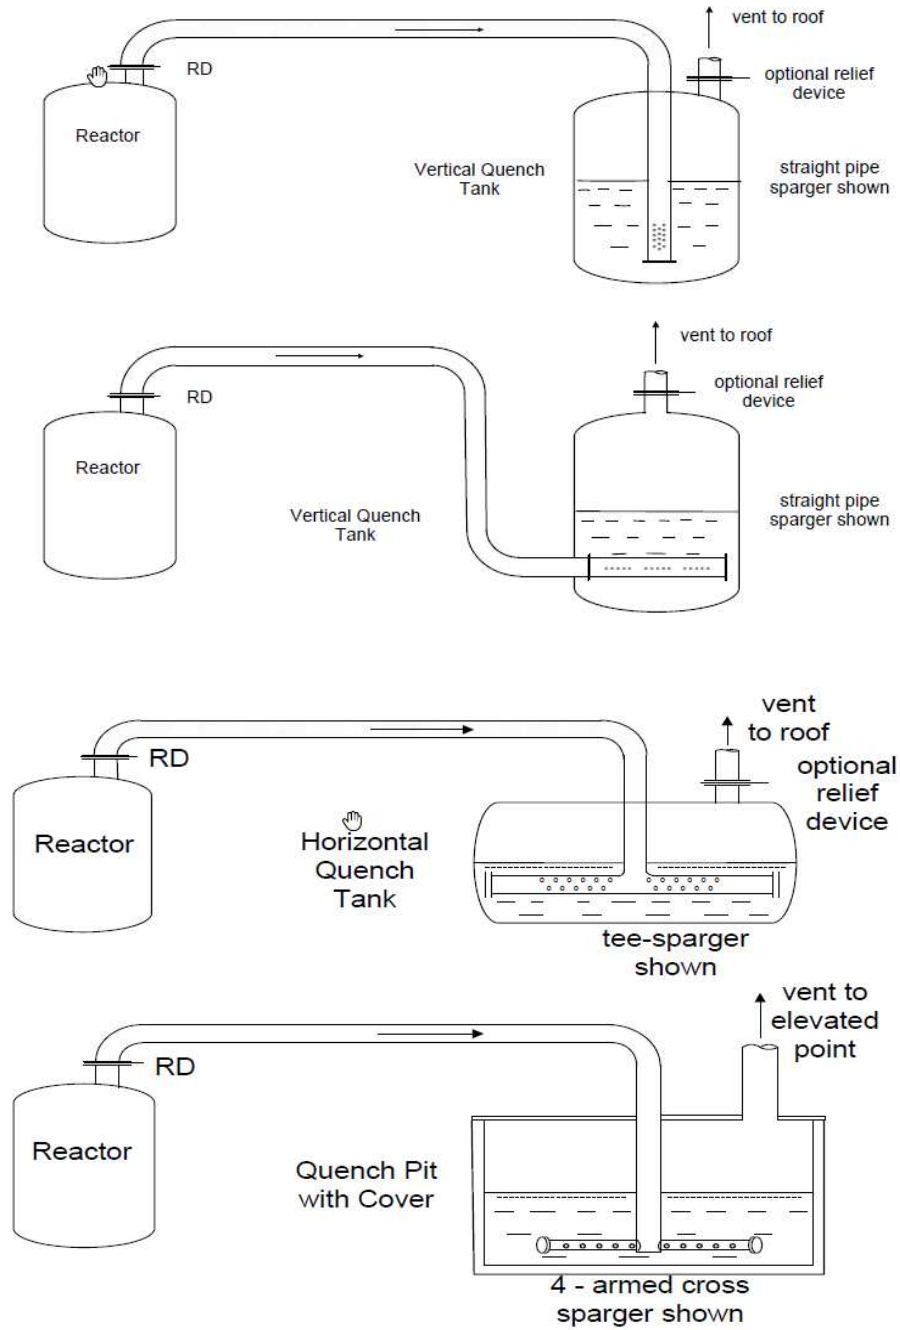 vent to roof
RD
optional relief
device
Reactor
Vertical Quench
Tank
straight pipe
sparger shown
vent to roof
RD
optional relief
device
Reactor
Vertical Quench
Tank
straight pipe
sparger shown
vent
to roof
RD
optional
relief
device
Reactor
Horizontal
Quench
Tank
tee-sparger
shown
vent to
elevated
point
RD
Reactor
Quench Pit
with Cover
4 - armed cross
sparger shown